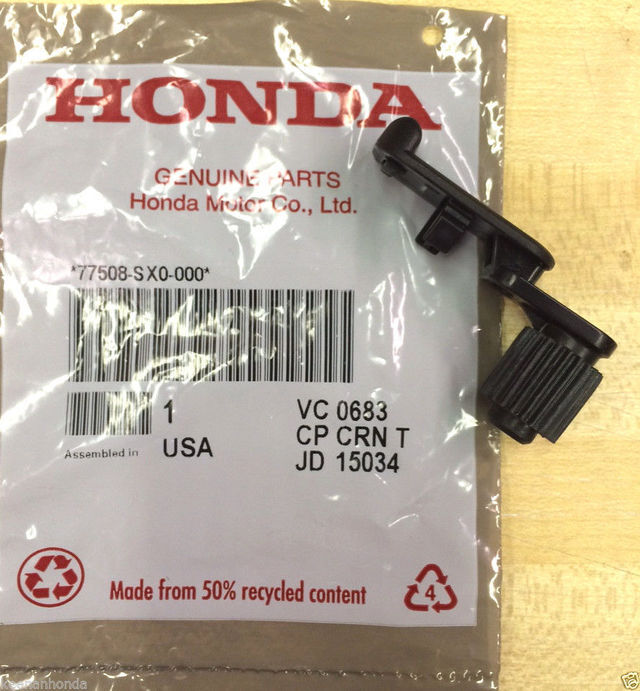 HONDA
GENUINE PARTS
Honda Motor Co., Ltd.
*77508-SX0-000*
1 VC 0683
CP CRN T
Assembled in USA
JD 15034
Made from 50% recycled content
4
keenanhonda